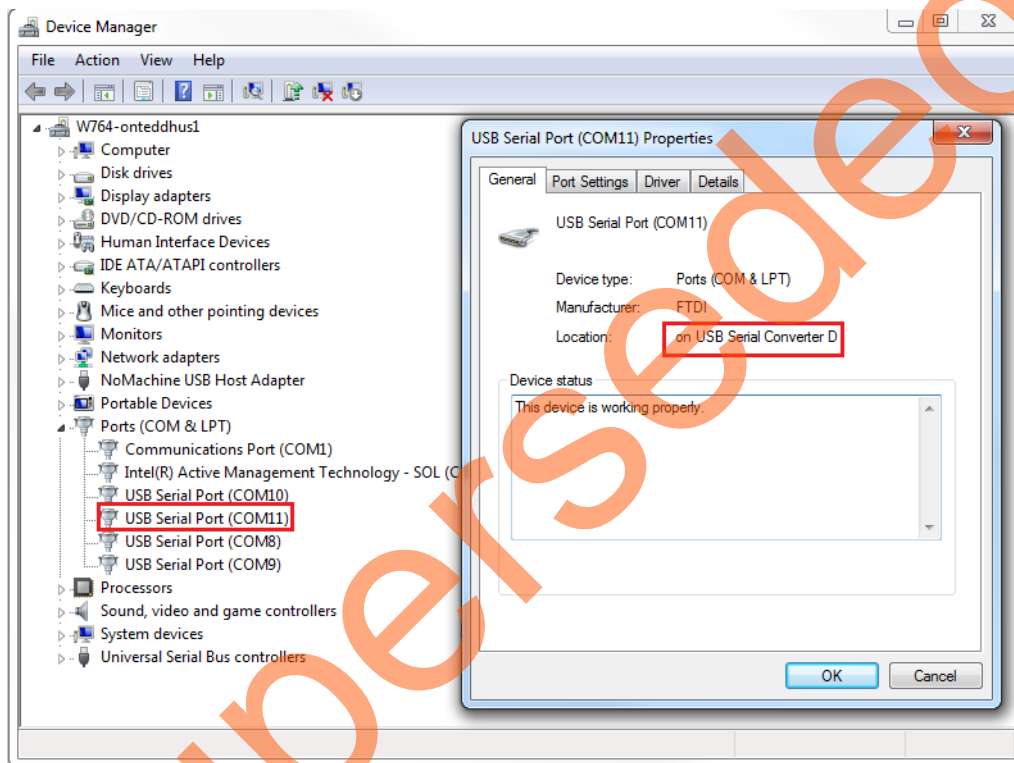 Device Manager
File Action View Help
W764-onteddhus1
Computer
Disk drives
Display adapters
DVD/CD-ROM drives
Human Interface Devices
IDE ATA/ATAPI controllers
Keyboards
Mice and other pointing devices
Monitors
Network adapters
NoMachine USB Host Adapter
Portable Devices
Ports (COM & LPT)
Communications Port (COM1)
Intel(R) Active Management Technology - SOL (C
USB Serial Port (COM10)
USB Serial Port (COM11)
USB Serial Port (COM8)
USB Serial Port (COM9)
Processors
Sound, video and game controllers
System devices
Universal Serial Bus controllers
USB Serial Port (COM11) Properties
General Port Settings Driver Details
USB Serial Port (COM11)
Device type: Ports (COM & LPT)
Manufacturer: FTDI
Location: on USB Serial Converter D
Device status
This device is working properly.
OK Cancel
perseded